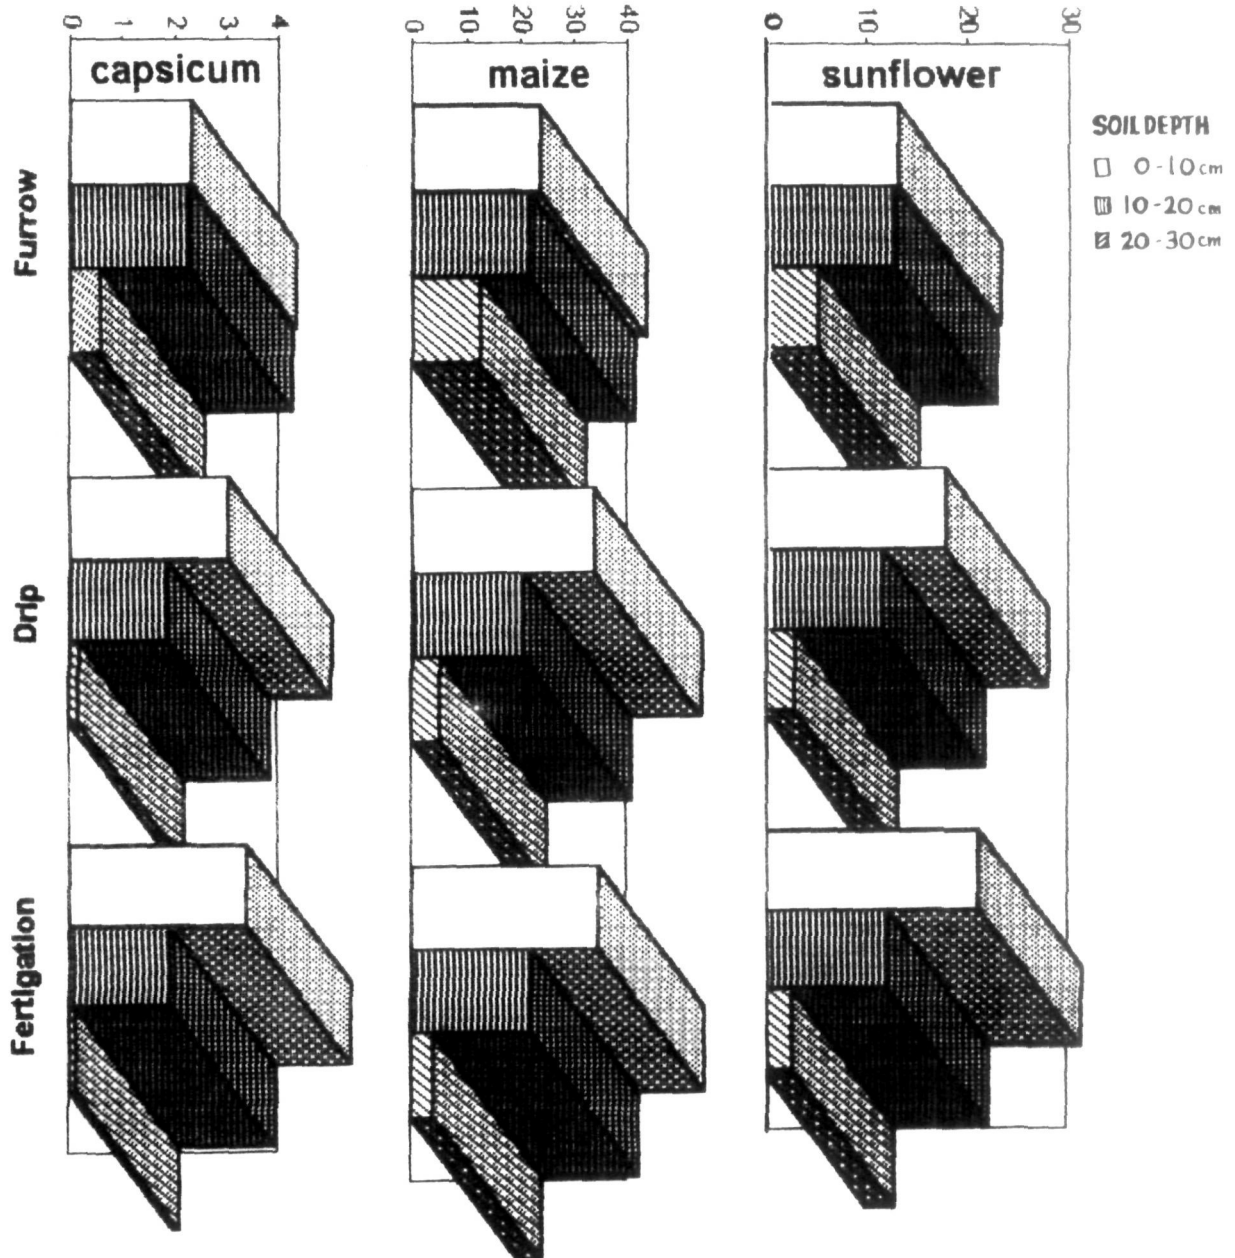 0 1 2 3 4
0 10 20 30 40
0 10 20 30
capsicum
maize
sunflower
SOIL DEPTH
0-10cm
10-20cm
20-30cm
Furrow
Drip
Fertigation